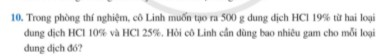 10. Trong phòng thí nghiệm, cô Linh muốn tạo ra 500 g dung dịch HCl 19% từ hai loại
dung dịch HCl 10% và HCl 25%. Hỏi cô Linh cần dùng bao nhiêu gam cho mỗi loại
dung dịch đó?